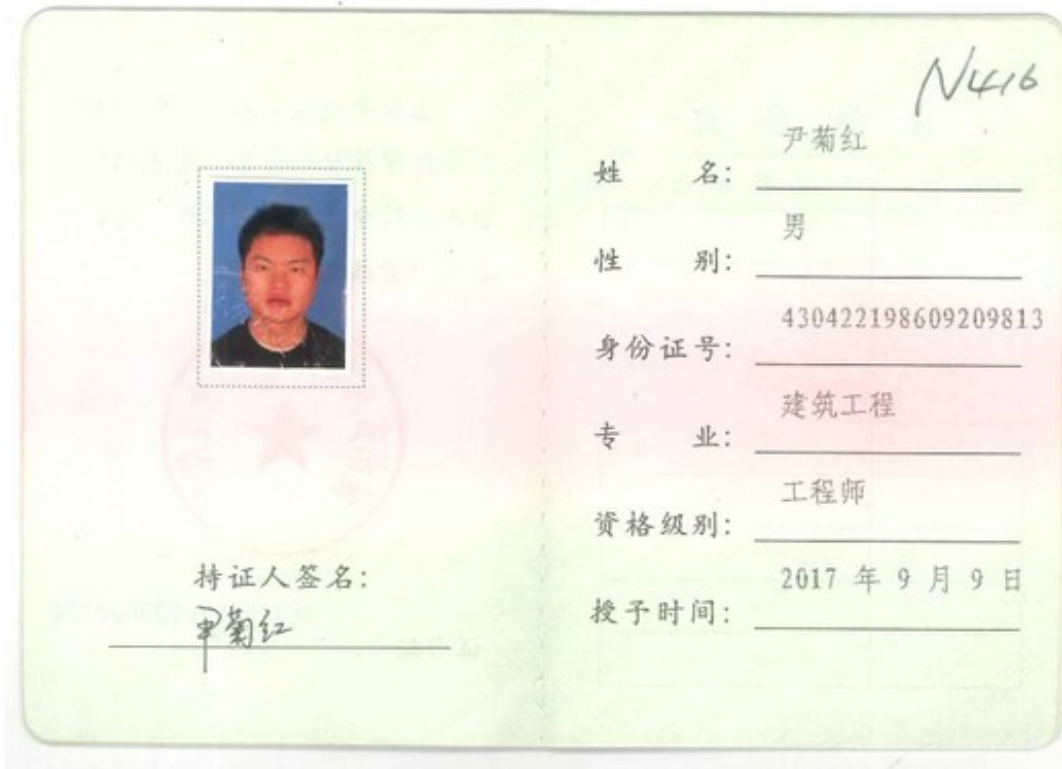 N416
姓 名: 尹菊红
性 别: 男
身份证号: 430422198609209813
专 业: 建筑工程
资格级别: 工程师
授予时间: 2017 年 9 月 9 日
持证人签名:
尹菊红